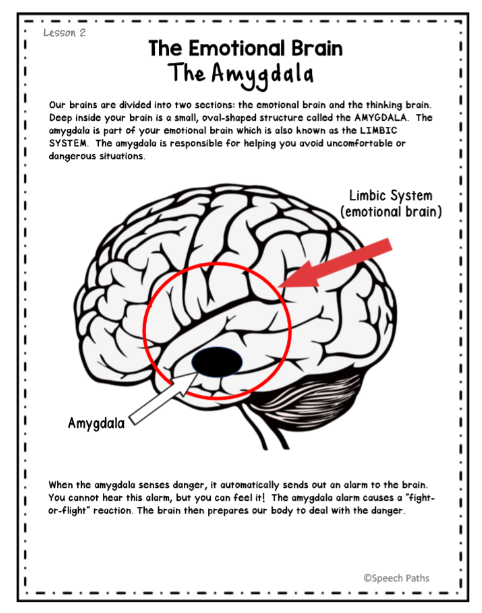 Lesson 2
The Emotional Brain
The Amygdala
Our brains are divided into two sections: the emotional brain and the thinking brain.
Deep inside your brain is a small, oval-shaped structure called the AMYGDALA. The
amygdala is part of your emotional brain which is also known as the LIMBIC
SYSTEM. The amygdala is responsible for helping you avoid uncomfortable or
dangerous situations.
Limbic System
(emotional brain)
Amygdala
When the amygdala senses danger, it automatically sends out an alarm to the brain.
You cannot hear this alarm, but you can feel it! The amygdala alarm causes a "fight-
or-flight" reaction. The brain then prepares our body to deal with the danger.
©Speech Paths